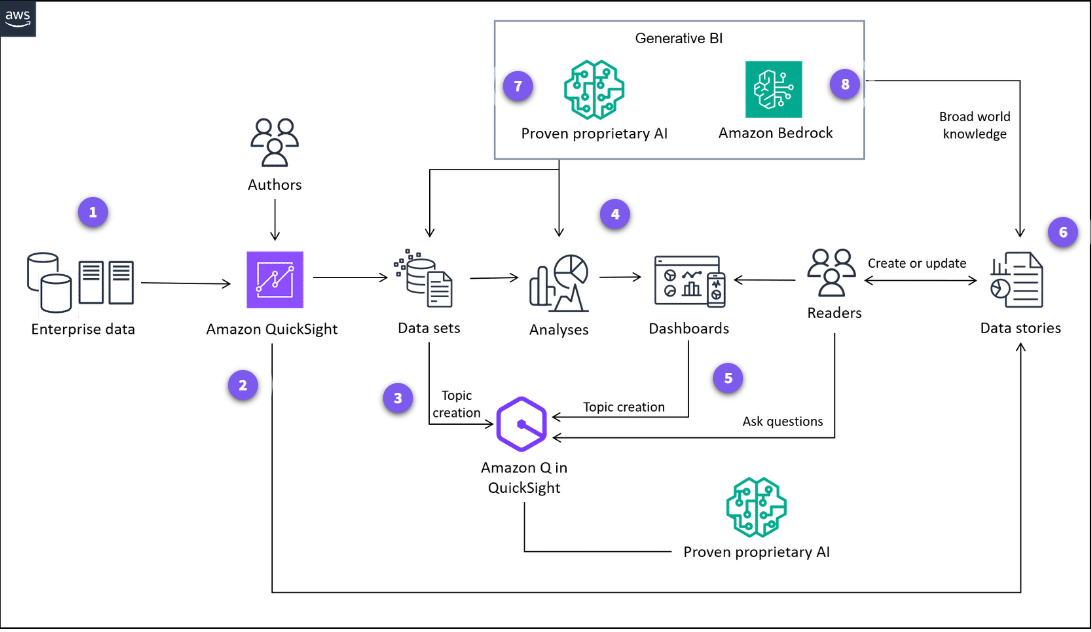 aws
Generative BI
7
8
Proven proprietary AI
Amazon Bedrock
Broad world
knowledge
Authors
1
4
6
Enterprise data
Amazon QuickSight
Data sets
Analyses
Dashboards
Readers
Create or update
Data stories
2
3
5
Topic
creation
Topic creation
Ask questions
Amazon Q in
QuickSight
Proven proprietary AI